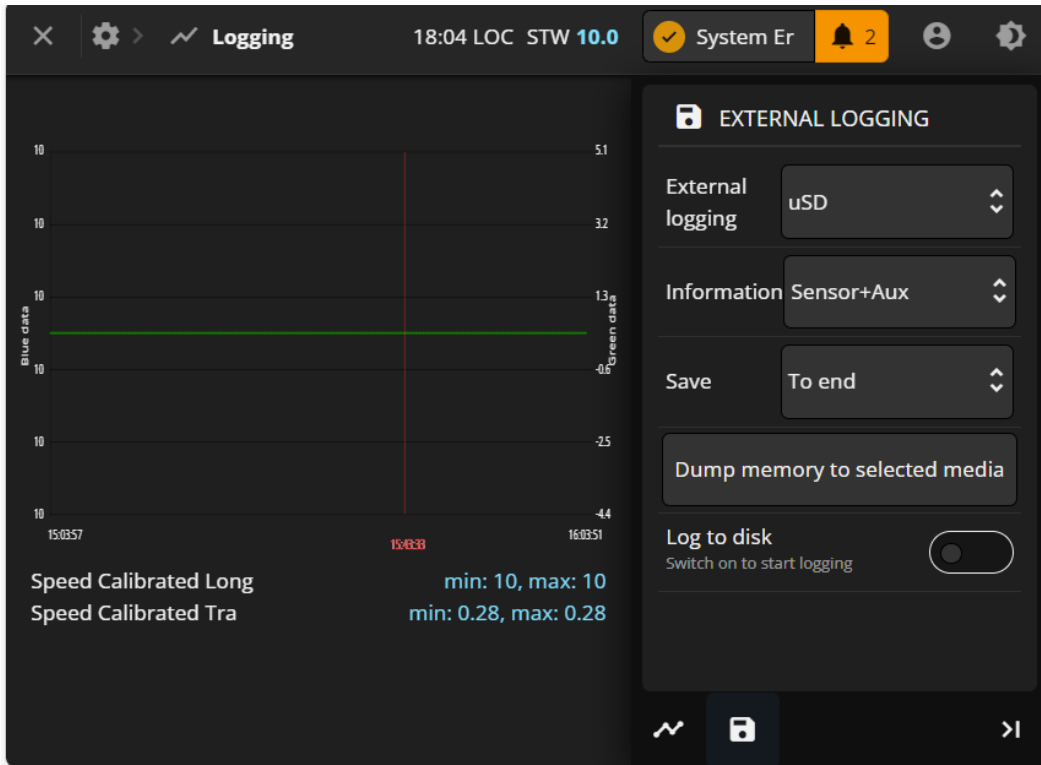 Logging 18:04 LOC STW 10.0 System Er 2
EXTERNAL LOGGING
10 5.1
10 3.2
10 1.3
10 -0.6
10 -2.5
10 -4.4
Blue data
Green data
15:03:57 15:43:33 16:03:51
Speed Calibrated Long min: 10, max: 10
Speed Calibrated Tra min: 0.28, max: 0.28
External
logging
uSD
Information Sensor+Aux
Save To end
Dump memory to selected media
Log to disk
Switch on to start logging